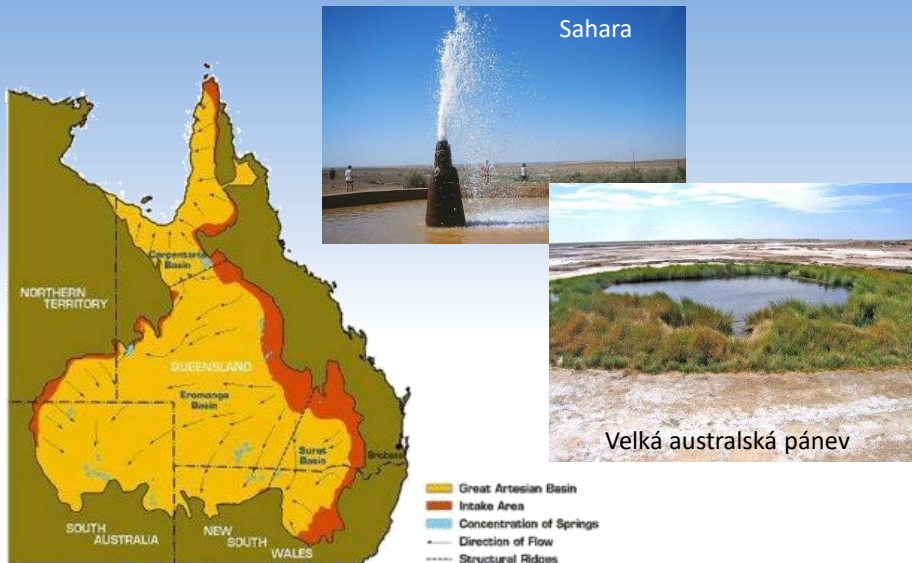 Sahara
Velká australská pánev
Carpentaria
Basin
NORTHERN
TERRITORY
QUEENSLAND
Eromanga
Basin
Surat
Basin
Brisbane
SOUTH
AUSTRALIA
NEW
SOUTH
WALES
Great Artesian Basin
Intake Area
Concentration of Springs
Direction of Flow
Structural Ridges